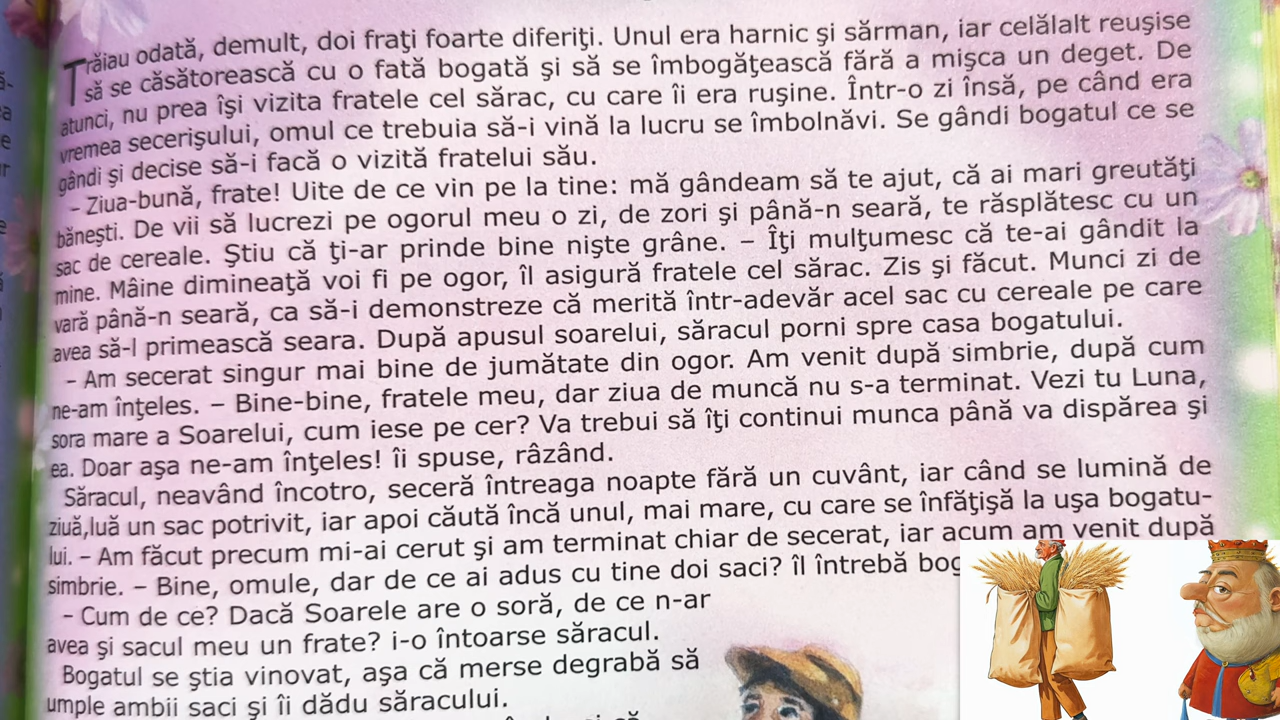 Trăiau odată, demult, doi fraţi foarte diferiţi. Unul era harnic şi sărman, iar celălalt reuşise
să se căsătorească cu o fată bogată şi să se îmbogăţească fără a mişca un deget. De
atunci, nu prea îşi vizita fratele cel sărac, cu care îi era ruşine. Într-o zi însă, pe când era
vremea secerişului, omul ce trebuia să-i vină la lucru se îmbolnăvi. Se gândi bogatul ce se
gândi şi decise să-i facă o vizită fratelui său.
– Ziua-bună, frate! Uite de ce vin pe la tine: mă gândeam să te ajut, că ai mari greutăţi
băneşti. De vii să lucrezi pe ogorul meu o zi, de zori şi până-n seară, te răsplătesc cu un
sac de cereale. Ştiu că ţi-ar prinde bine nişte grâne. – Îţi mulţumesc că te-ai gândit la
mine. Mâine dimineaţă voi fi pe ogor, îl asigură fratele cel sărac. Zis şi făcut. Munci zi de
vară până-n seară, ca să-i demonstreze că merită într-adevăr acel sac cu cereale pe care
avea să-l primească seara. După apusul soarelui, săracul porni spre casa bogatului.
– Am secerat singur mai bine de jumătate din ogor. Am venit după simbrie, după cum
ne-am înţeles. – Bine-bine, fratele meu, dar ziua de muncă nu s-a terminat. Vezi tu Luna,
sora mare a Soarelui, cum iese pe cer? Va trebui să îţi continui munca până va dispărea şi
ea. Doar aşa ne-am înţeles! îi spuse, râzând.
Săracul, neavând încotro, seceră întreaga noapte fără un cuvânt, iar când se lumină de
ziuă,luă un sac potrivit, iar apoi căută încă unul, mai mare, cu care se înfăţişă la uşa bogatu-
lui. – Am făcut precum mi-ai cerut şi am terminat chiar de secerat, iar acum am venit după
simbrie. – Bine, omule, dar de ce ai adus cu tine doi saci? îl întrebă
– Cum de ce? Dacă Soarele are o soră, de ce n-ar
avea şi sacul meu un frate? i-o întoarse săracul.
Bogatul se ştia vinovat, aşa că merse degrabă să
umple ambii saci şi îi dădu săracului.